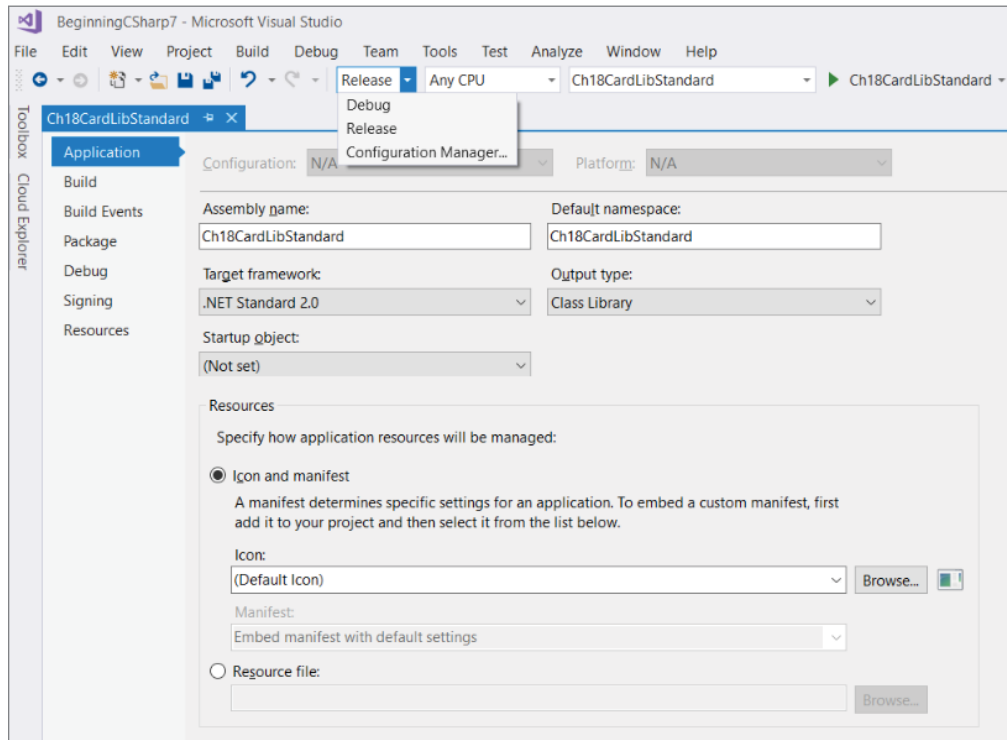 BeginningCSharp7 - Microsoft Visual Studio
File Edit View Project Build Debug Team Tools Test Analyze Window Help
Release Any CPU Ch18CardLibStandard Ch18CardLibStandard
Debug
Release
Configuration Manager...
Toolbox
Cloud Explorer
Ch18CardLibStandard
Application
Build
Build Events
Package
Debug
Signing
Resources
Configuration: N/A Platform: N/A
Assembly name: Default namespace:
Ch18CardLibStandard Ch18CardLibStandard
Target framework: Output type:
.NET Standard 2.0 Class Library
Startup object:
(Not set)
Resources
Specify how application resources will be managed:
Icon and manifest
A manifest determines specific settings for an application. To embed a custom manifest, first
add it to your project and then select it from the list below.
Icon:
(Default Icon) Browse...
Manifest:
Embed manifest with default settings
Resource file:
Browse...